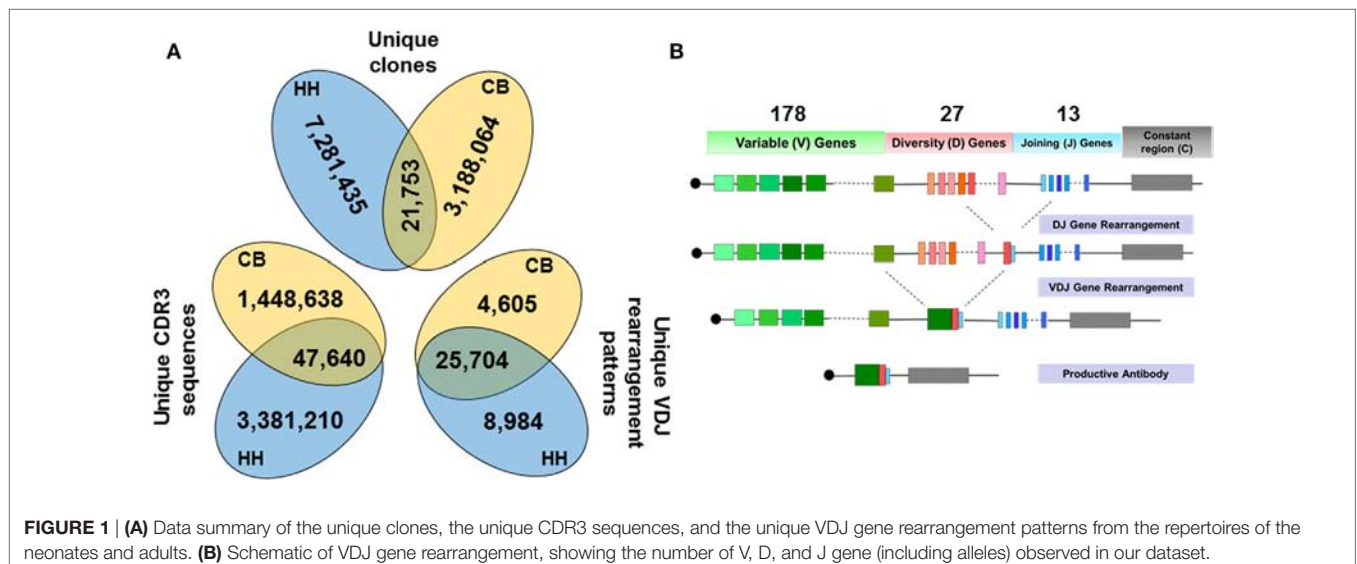 A
Unique
clones
HH
7,281,435
21,753
CB
3,188,064
CB
1,448,638
47,640
3,381,210
HH
Unique CDR3
sequences
CB
4,605
25,704
8,984
HH
Unique VDJ
rearrangement
patterns
B
178
27
13
Variable (V) Genes
Diversity (D) Genes
Joining (J) Genes
Constant
region (C)
DJ Gene Rearrangement
VDJ Gene Rearrangement
Productive Antibody
FIGURE 1 | (A) Data summary of the unique clones, the unique CDR3 sequences, and the unique VDJ gene rearrangement patterns from the repertoires of the
neonates and adults. (B) Schematic of VDJ gene rearrangement, showing the number of V, D, and J gene (including alleles) observed in our dataset.